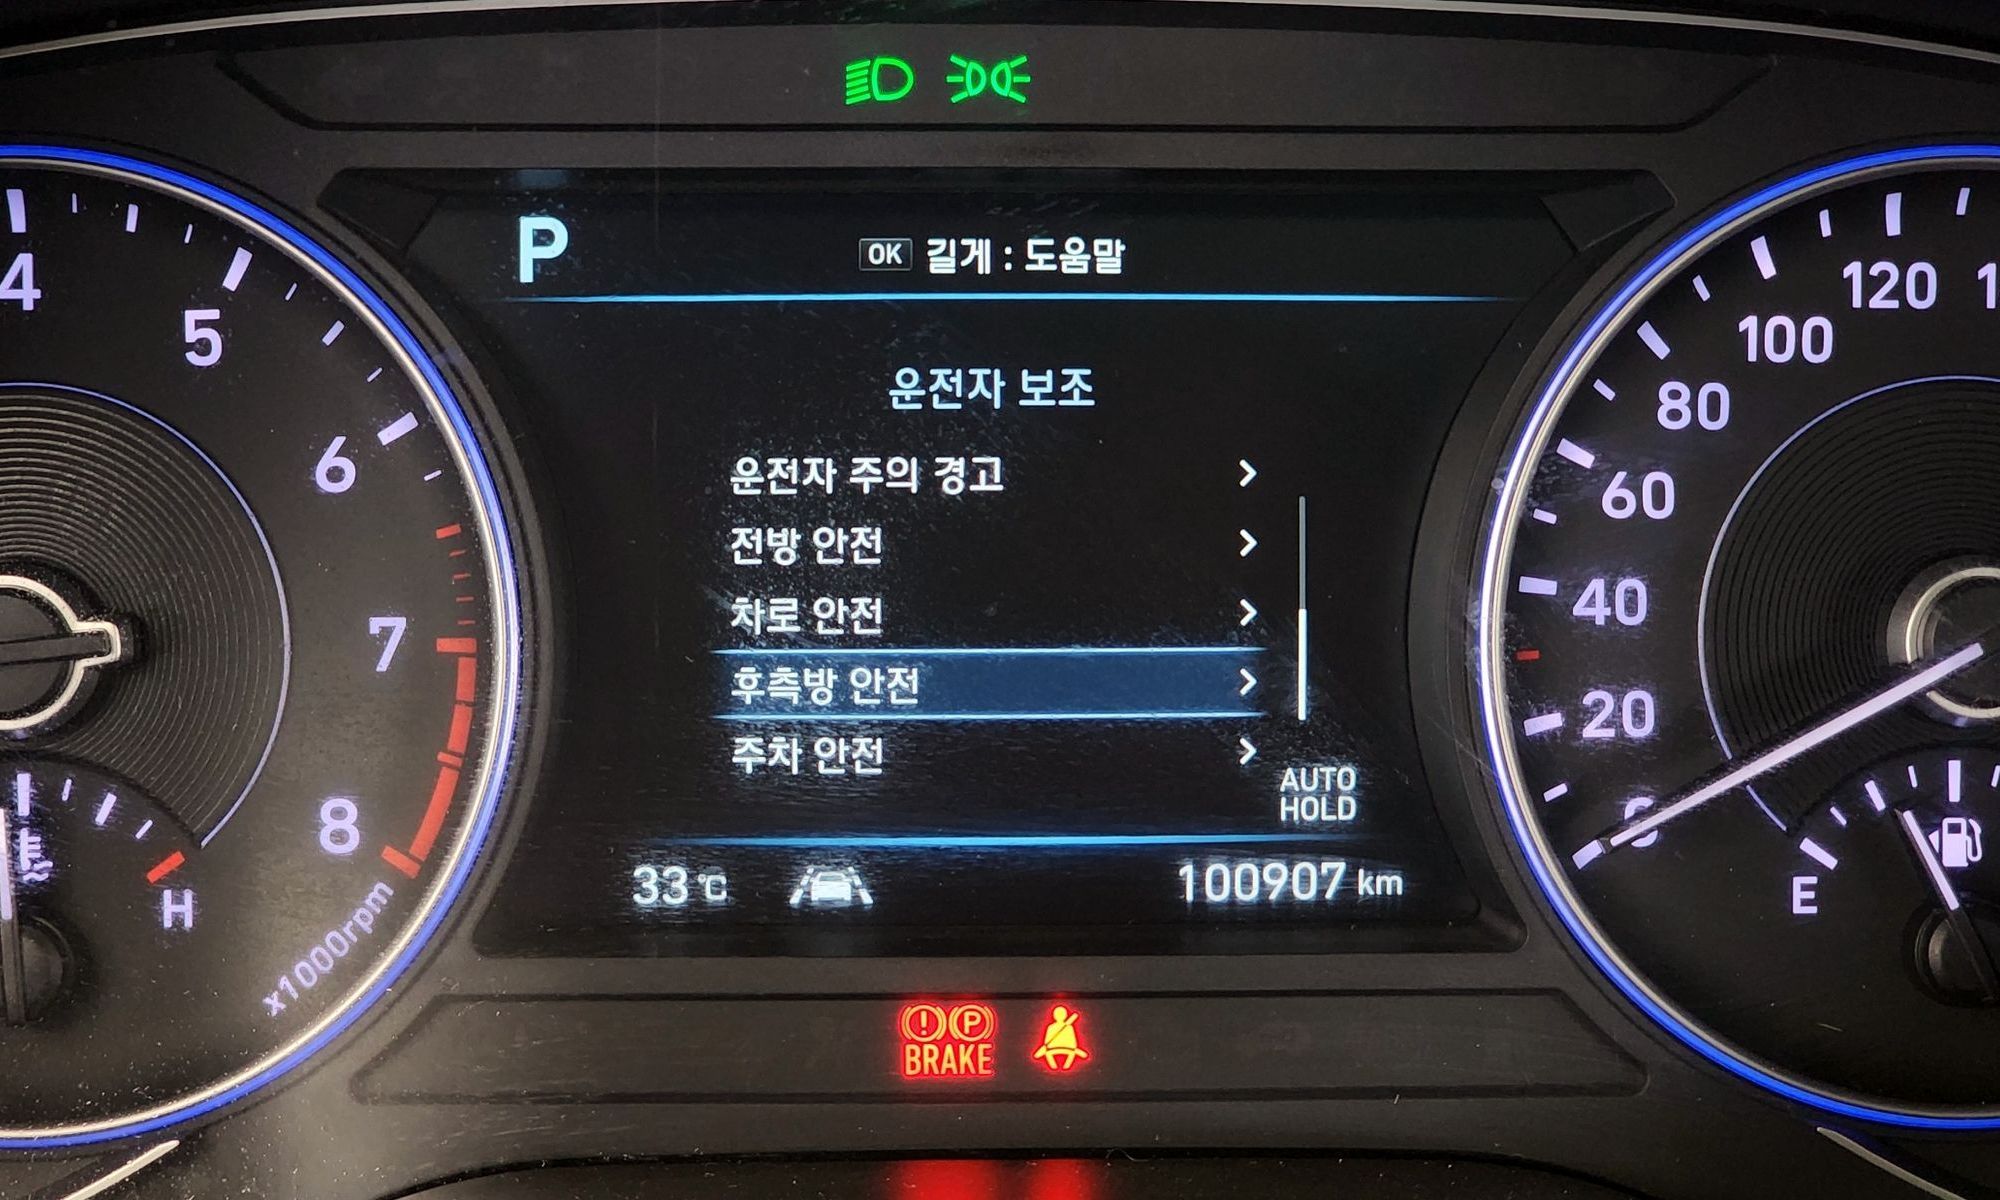 P
OK 길게 : 도움말
운전자 보조
운전자 주의 경고
전방 안전
차로 안전
후측방 안전
주차 안전
AUTO
HOLD
33°C
100907 km
4
5
6
7
8
x1000rpm
H
120
100
80
60
40
20
0
E
P
BRAKE